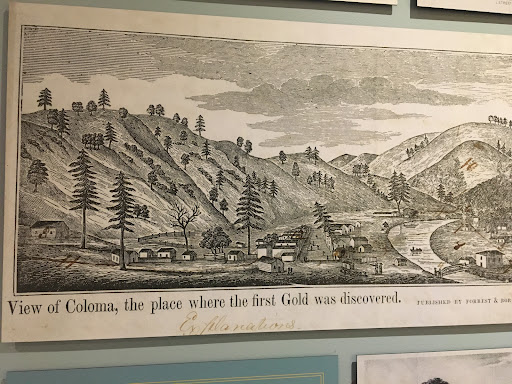 View of Coloma, the place where the first Gold was discovered. PUBLISHED BY FORREST &
Explanations